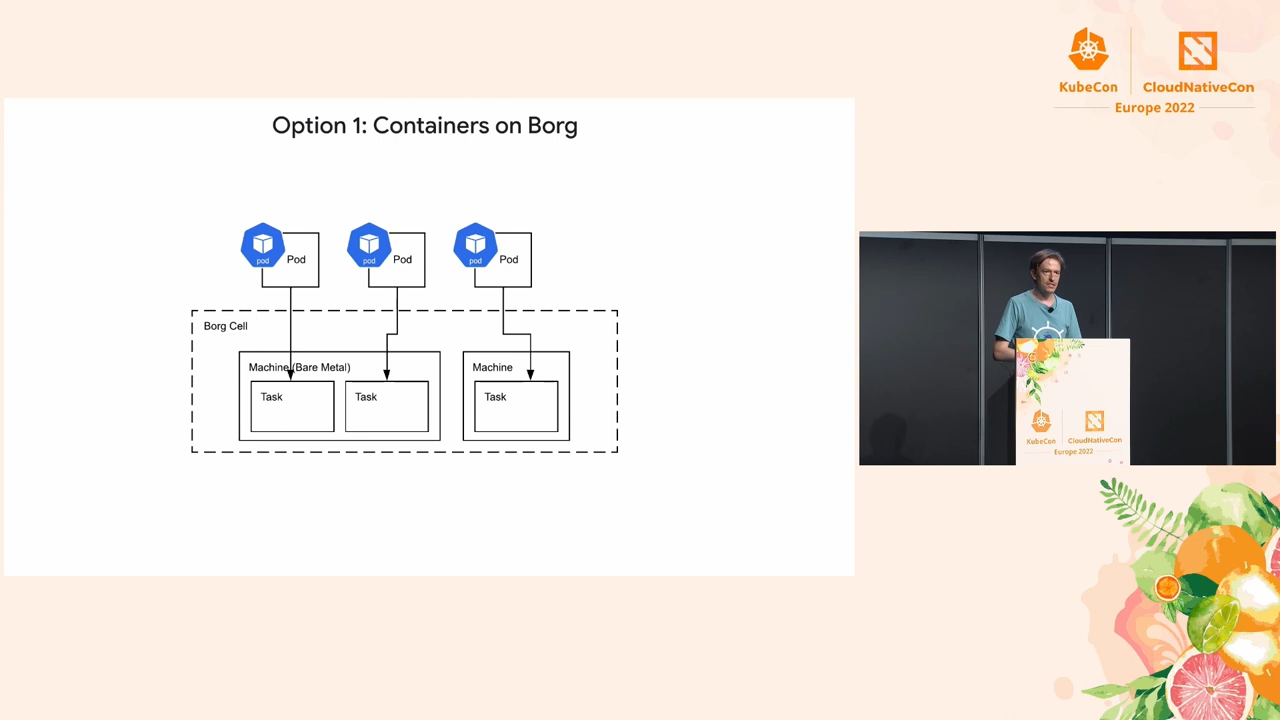 KubeCon
CloudNativeCon
Europe 2022
Option 1: Containers on Borg
pod
Pod
pod
Pod
pod
Pod
Borg Cell
Machine (Bare Metal)
Machine
Task
Task
Task
KubeCon
CloudNativeCon
Europe 2022